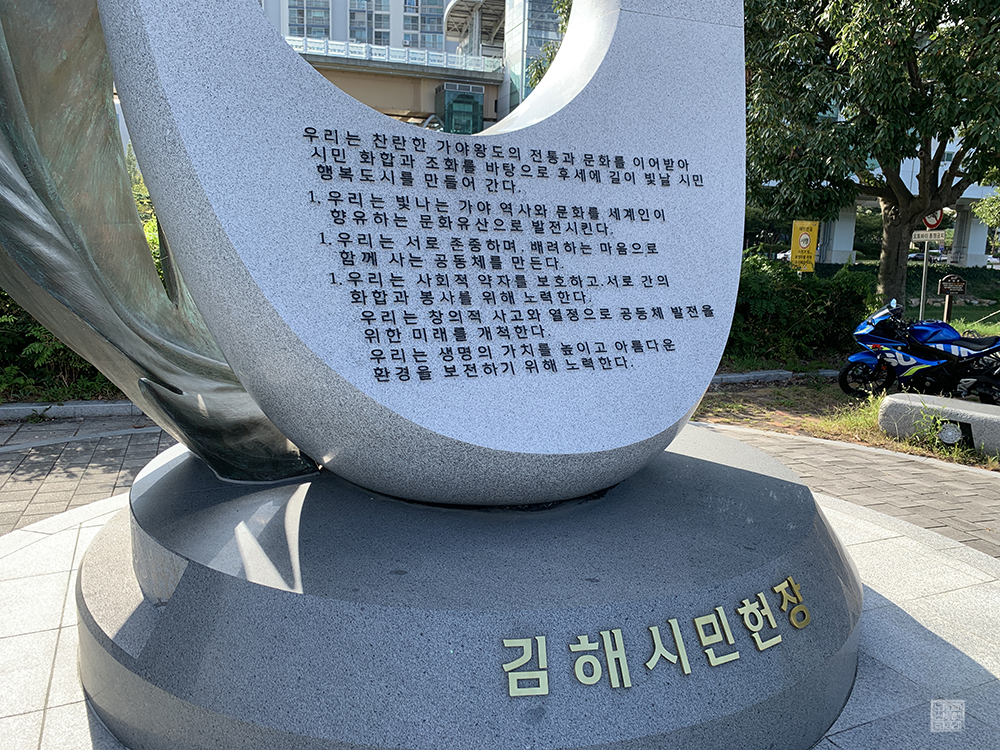 우리는 찬란한 가야왕도의 전통과 문화를 이어받아
시민 화합과 조화를 바탕으로 후세에 길이 빛날 시민
행복도시를 만들어 간다.
1. 우리는 빛나는 가야 역사와 문화를 세계인이
향유하는 문화유산으로 발전시킨다.
1. 우리는 서로 존중하며, 배려하는 마음으로
함께 사는 공동체를 만든다.
1. 우리는 사회적 약자를 보호하고 서로 간의
화합과 봉사를 위해 노력한다.
우리는 창의적 사고와 열정으로 공동체 발전을
위한 미래를 개척한다.
우리는 생명의 가치를 높이고 아름다운
환경을 보전하기 위해 노력한다.
김해시민헌장